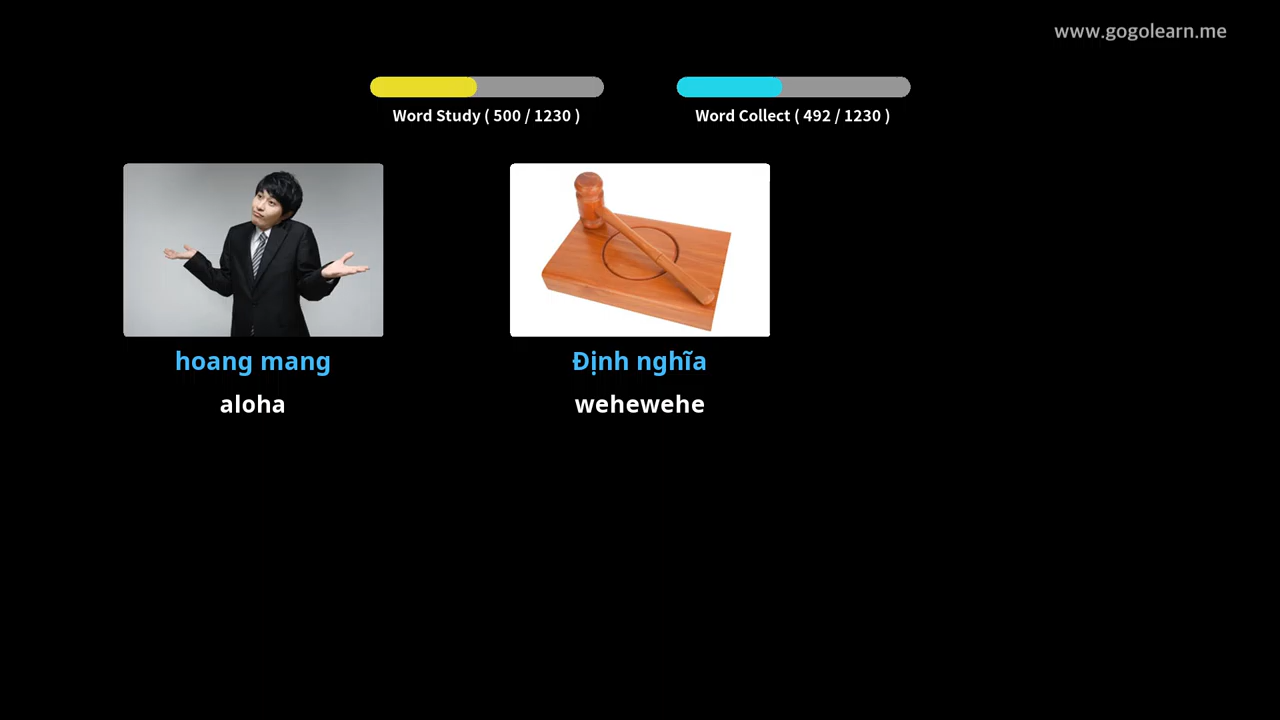 www.gogolearn.me
Word Study ( 500 / 1230 )
Word Collect ( 492 / 1230 )
hoang mang
Định nghĩa
aloha
wehewehe